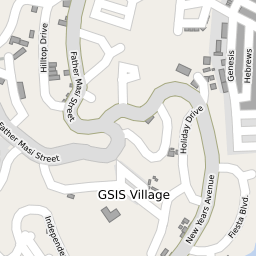 Hilltop Drive
Father Masi Street
Genesis
Hebrews
Holiday Drive
Father Masi Street
GSIS Village
New Years Avenue
Fiesta Blvd.
Independen